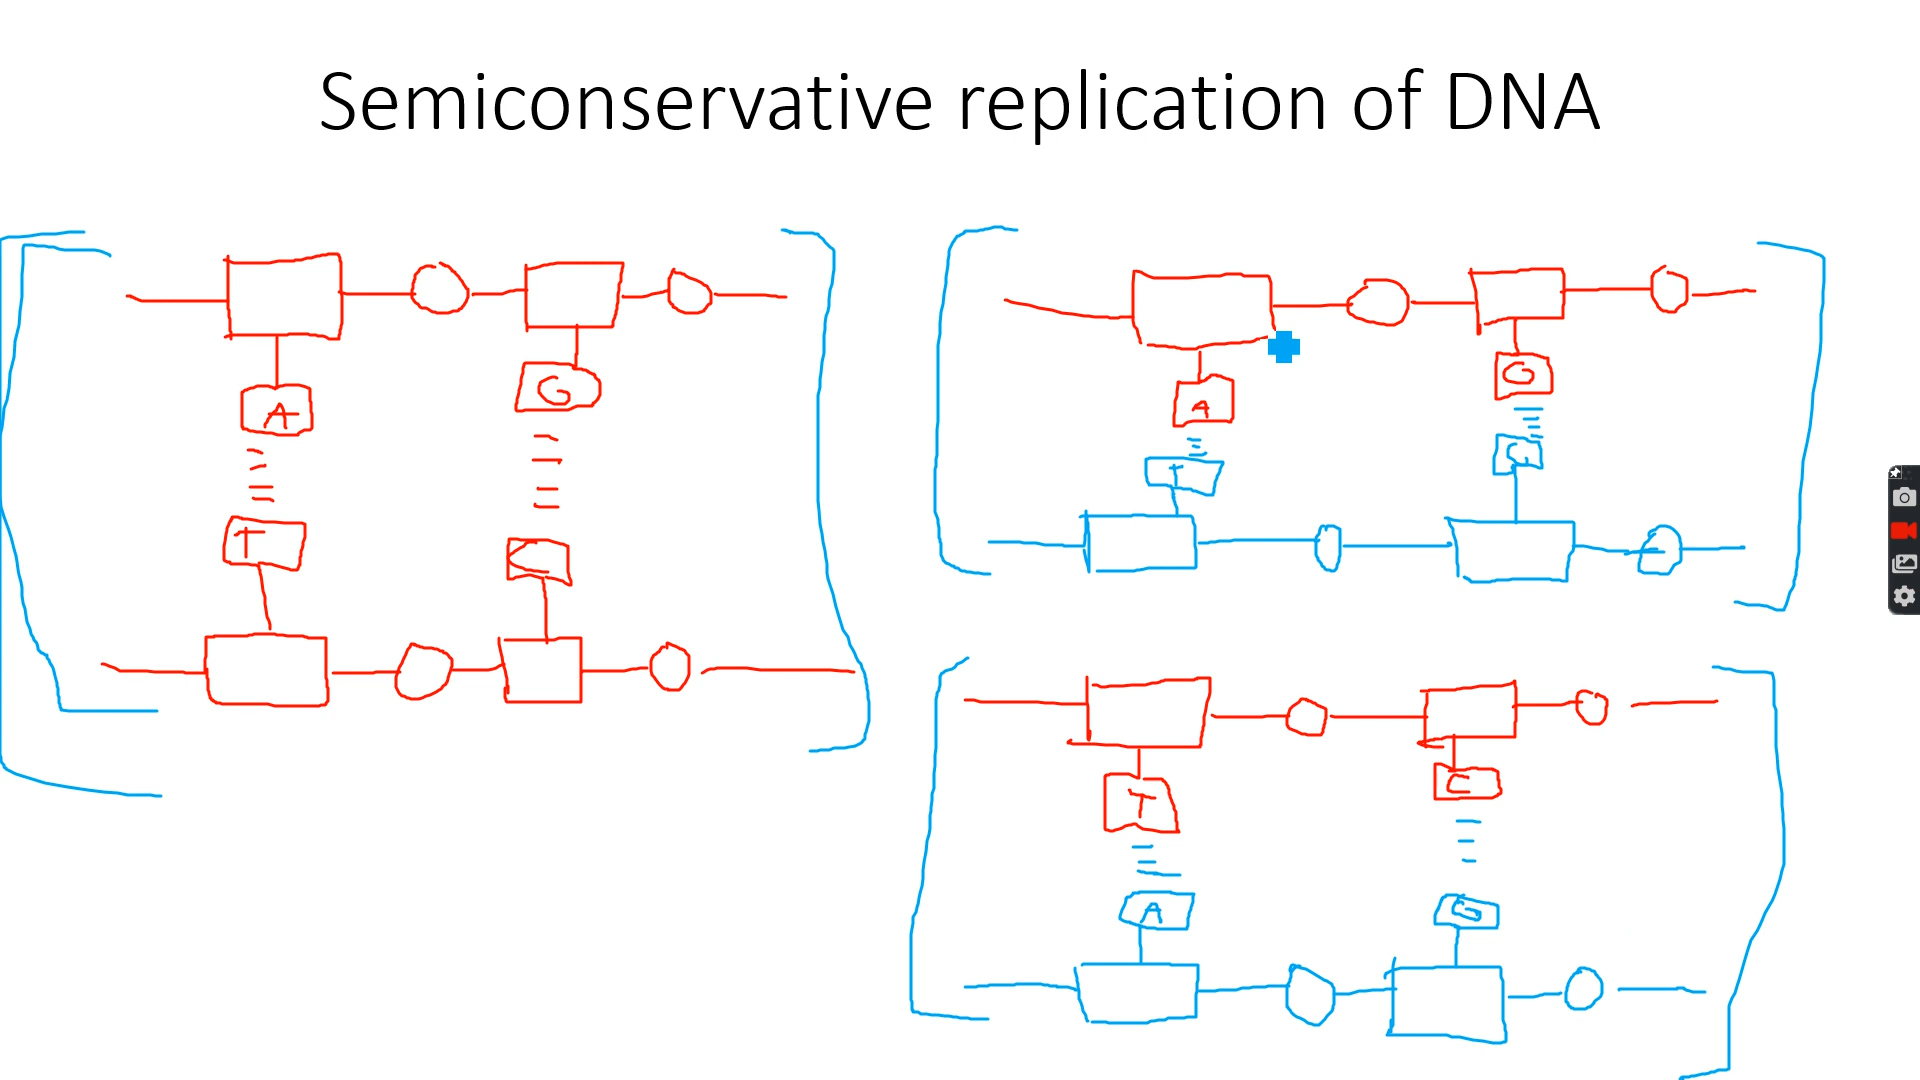 Semiconservative replication of DNA
A G
T C
A G
T C
T C
A G